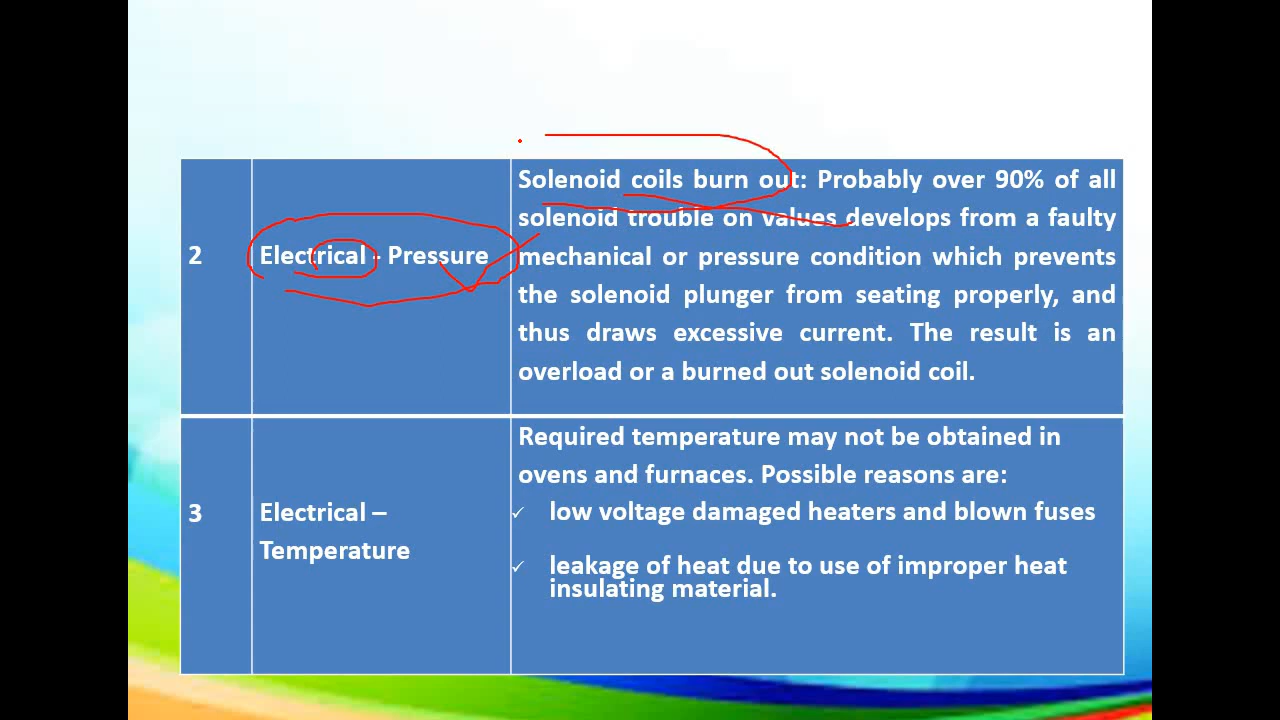 Solenoid coils burn out: Probably over 90% of all
solenoid trouble on values develops from a faulty
2
Electrical - Pressure
mechanical or pressure condition which prevents
the solenoid plunger from seating properly, and
thus draws excessive current. The result is an
overload or a burned out solenoid coil.
3
Electrical –
Temperature
Required temperature may not be obtained in
ovens and furnaces. Possible reasons are:
✓ low voltage damaged heaters and blown fuses
✓ leakage of heat due to use of improper heat
insulating material.